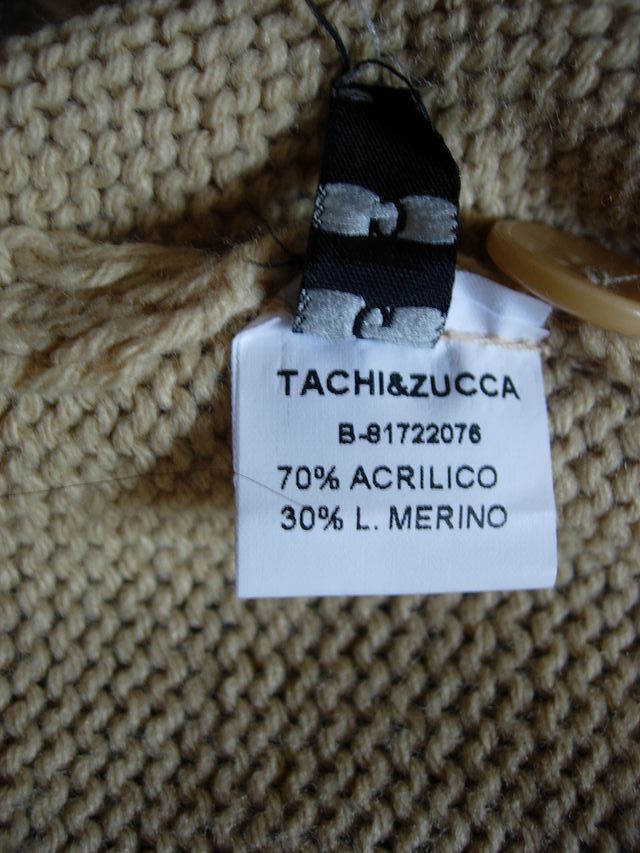 TACHI&ZUCCA
B-81722076
70% ACRILICO
30% L. MERINO